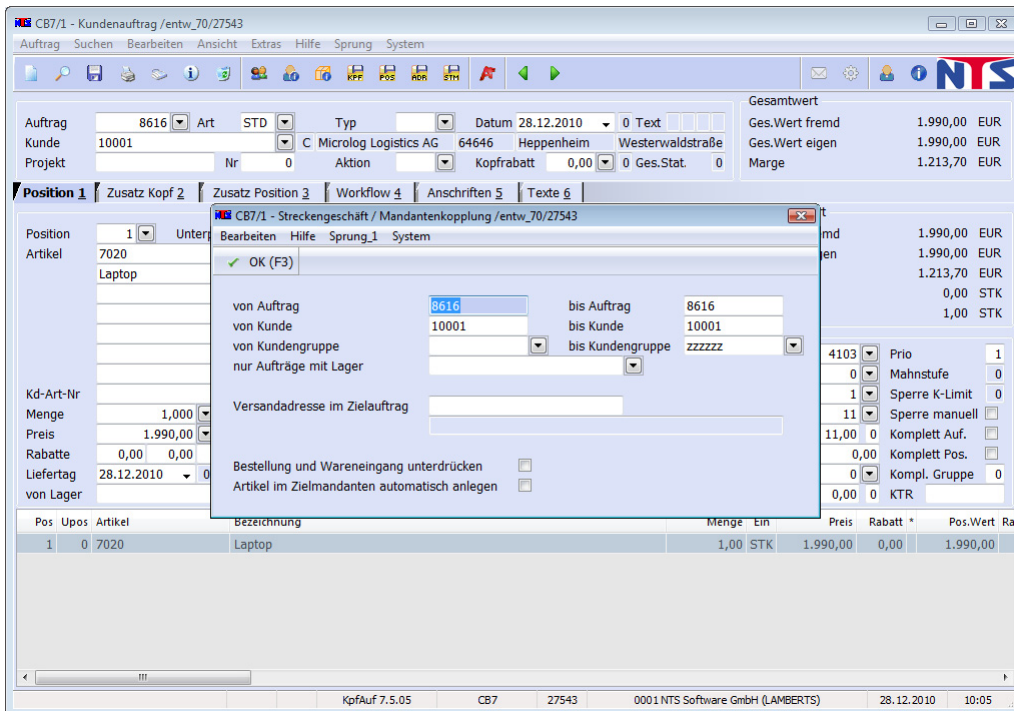 NTS CB7/1 - Kundenauftrag /entw_70/27543
Auftrag Suchen Bearbeiten Ansicht Extras Hilfe Sprung System
KPF POS ADR STM NTS
Gesamtwert
Auftrag 8616 Art STD Typ Datum 28.12.2010 0 Text Ges.Wert fremd 1.990,00 EUR
Kunde 10001 C Microlog Logistics AG 64646 Heppenheim Westerwaldstraße Ges.Wert eigen 1.990,00 EUR
Projekt Nr 0 Aktion Kopfrabatt 0,00 0 Ges.Stat. 0 Marge 1.213,70 EUR
Position 1 Zusatz Kopf 2 Zusatz Position 3 Workflow 4 Anschriften 5 Texte 6
NTS CB7/1 - Streckengeschäft / Mandantenkopplung /entw_70/27543
Bearbeiten Hilfe Sprung_1 System
OK (F3)
von Auftrag 8616 bis Auftrag 8616
von Kunde 10001 bis Kunde 10001
von Kundengruppe bis Kundengruppe zzzzzz
nur Aufträge mit Lager
Versandadresse im Zielauftrag
Bestellung und Wareneingang unterdrücken
Artikel im Zielmandanten automatisch anlegen
Position 1 1.990,00 EUR
Artikel 7020 1.990,00 EUR
Laptop 1.213,70 EUR
0,00 STK
1,00 STK
4103 Prio 1
0 Mahnstufe 0
Kd-Art-Nr 1 Sperre K-Limit 0
Menge 1,000 11 Sperre manuell
Preis 1.990,00 11,00 0 Komplett Auf.
Rabatte 0,00 0,00 0,00 Komplett Pos.
Liefertag 28.12.2010 0 0 Kompl. Gruppe 0
von Lager 0,00 0 KTR
Pos Upos Artikel Bezeichnung Menge Ein Preis Rabatt * Pos.Wert
1 0 7020 Laptop 1,00 STK 1.990,00 0,00 1.990,00
KpfAuf 7.5.05 CB7 27543 0001 NTS Software GmbH (LAMBERTS) 28.12.2010 10:05